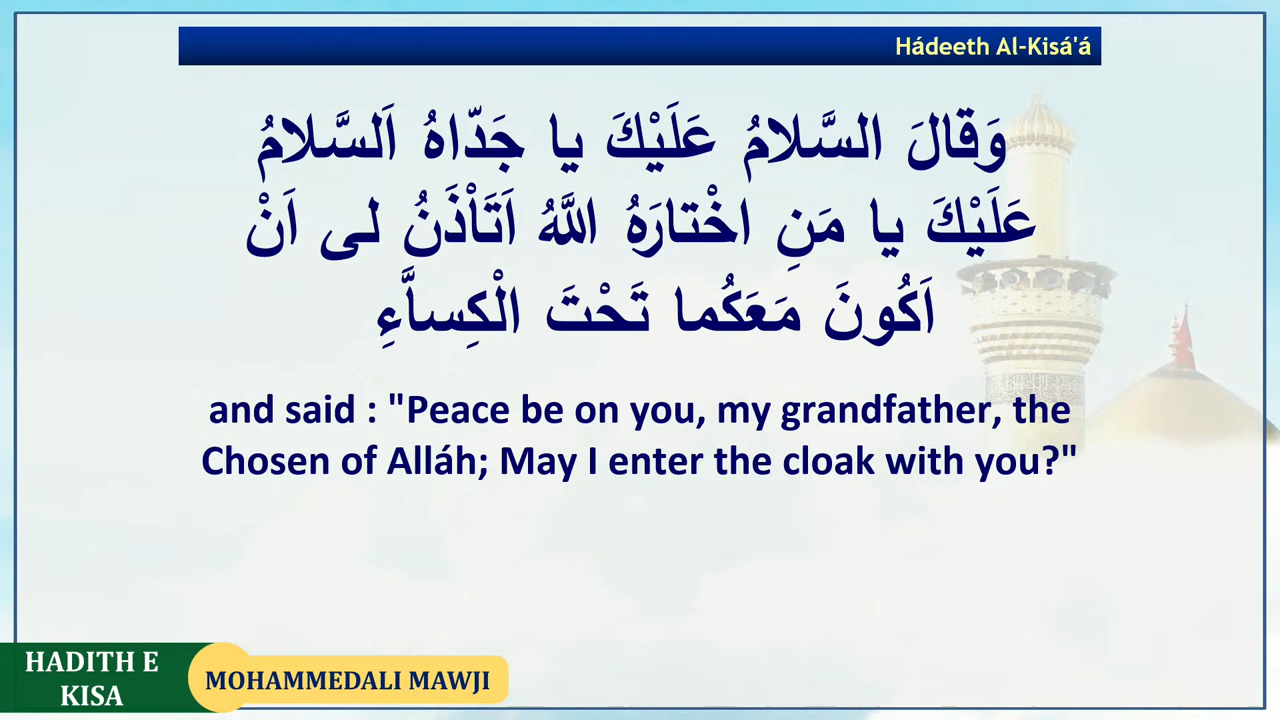 Hádeeth Al-Kisá'á
وَقالَ السَّلامُ عَلَيْكَ يا جَدّاهُ اَلسَّلامُ
عَلَيْكَ يا مَنِ اخْتارَهُ اللَّهُ اَتَاْذَنُ لى اَنْ
اَكُونَ مَعَكُما تَحْتَ الْكِساَّءِ
and said : "Peace be on you, my grandfather, the
Chosen of Alláh; May I enter the cloak with you?"
HADITH E
KISA
MOHAMMEDALI MAWJI